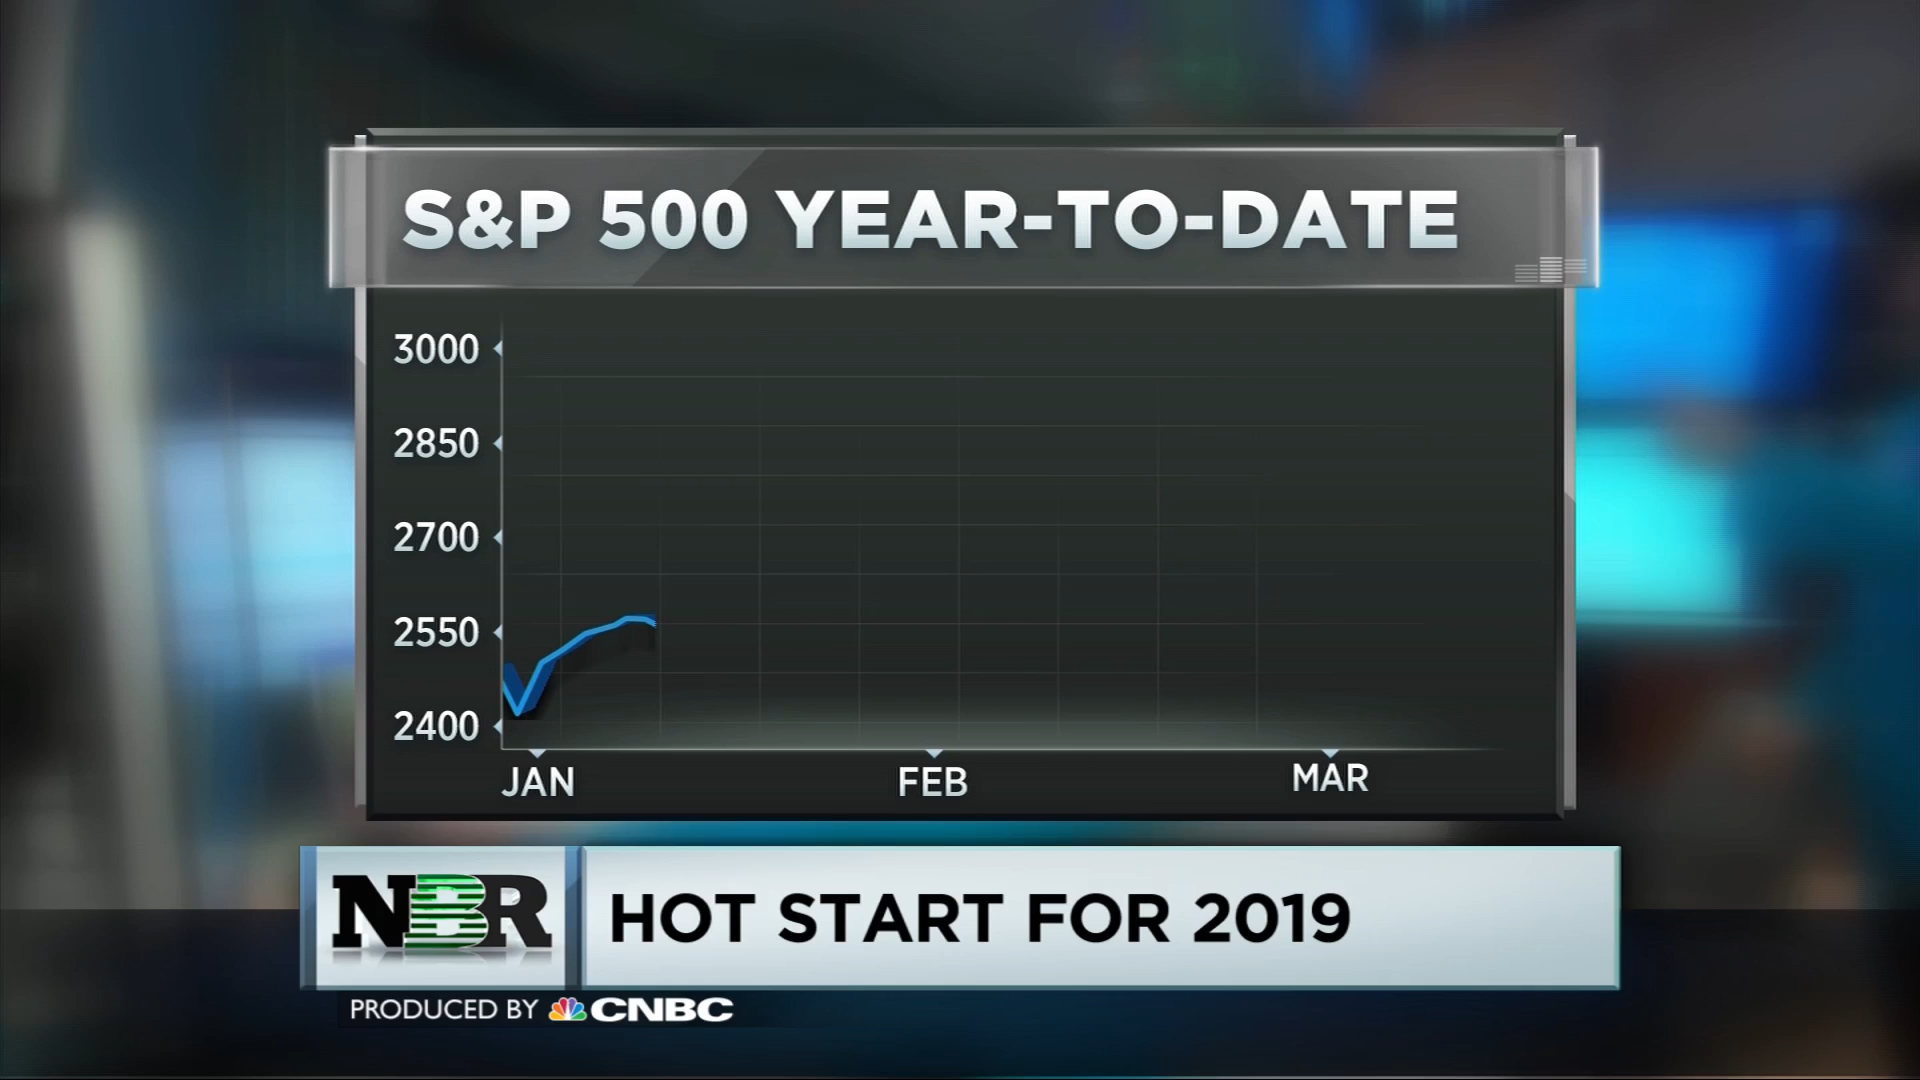 S&P 500 YEAR-TO-DATE
3000
2850
2700
2550
2400
JAN FEB MAR
NBR HOT START FOR 2019
PRODUCED BY CNBC